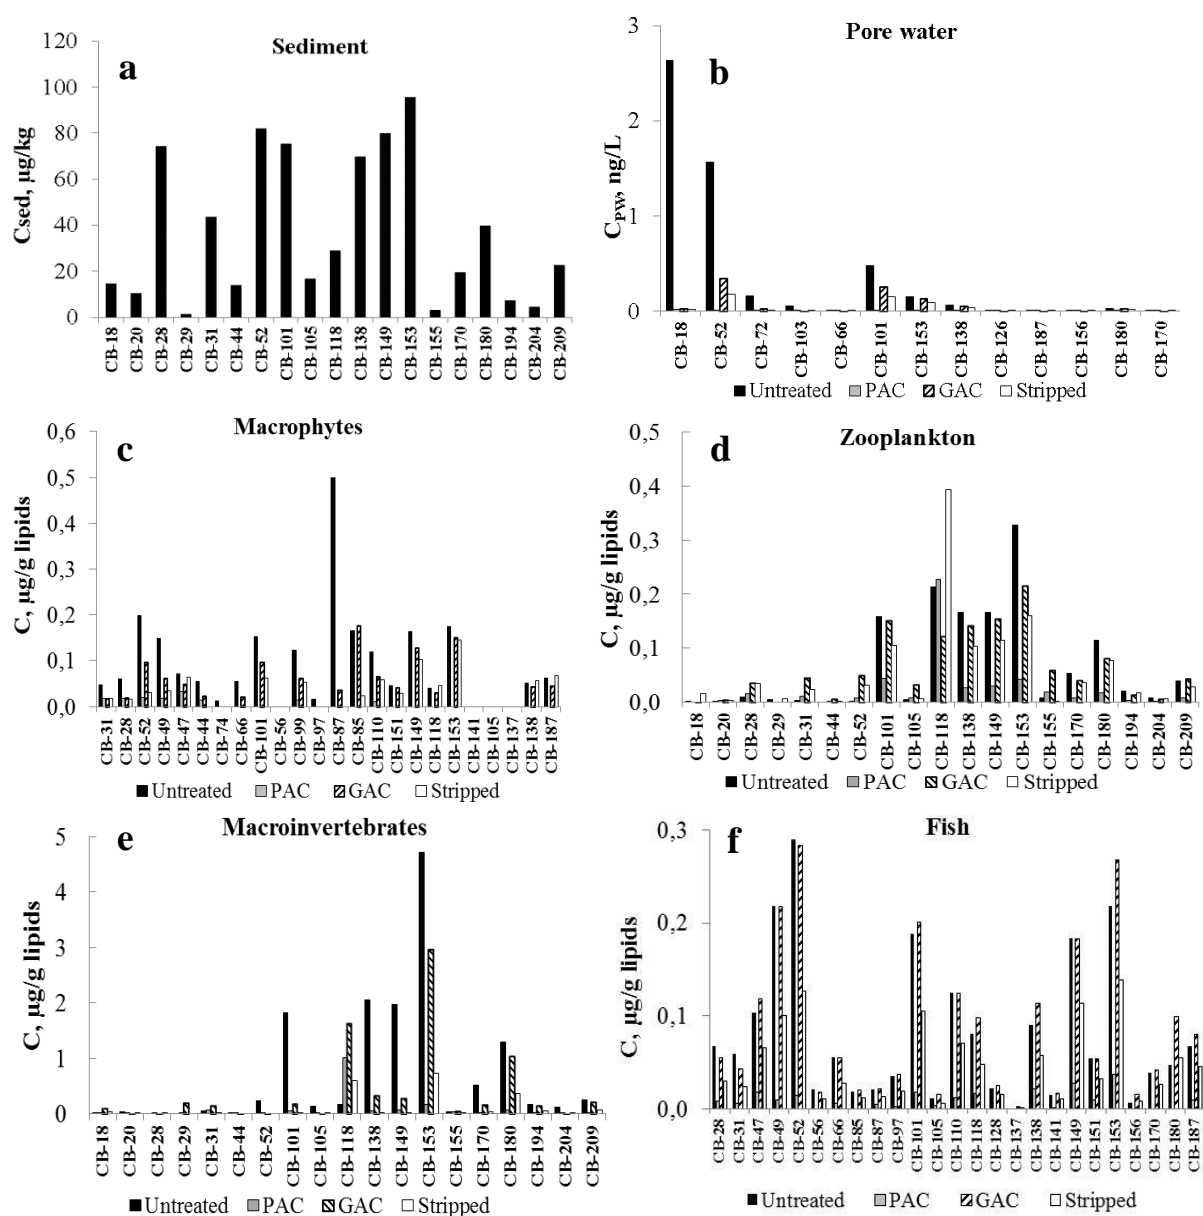 a
Sediment
Csed, µg/kg
120
100
80
60
40
20
0
CB-18
CB-20
CB-28
CB-29
CB-31
CB-44
CB-52
CB-101
CB-105
CB-118
CB-138
CB-149
CB-153
CB-155
CB-170
CB-180
CB-194
CB-204
CB-209
b
Pore water
C_PW, ng/L
3
2
1
0
CB-18
CB-52
CB-72
CB-103
CB-66
CB-101
CB-153
CB-138
CB-126
CB-187
CB-156
CB-180
CB-170
Untreated PAC GAC Stripped
c
Macrophytes
C, µg/g lipids
0,6
0,5
0,4
0,3
0,2
0,1
0,0
CB-31
CB-28
CB-52
CB-49
CB-47
CB-44
CB-74
CB-66
CB-101
CB-56
CB-99
CB-97
CB-87
CB-85
CB-110
CB-151
CB-149
CB-118
CB-153
CB-141
CB-105
CB-137
CB-138
CB-187
Untreated PAC GAC Stripped
d
Zooplankton
C, µg/g lipids
0,5
0,4
0,3
0,2
0,1
0,0
CB-18
CB-20
CB-28
CB-29
CB-31
CB-44
CB-52
CB-101
CB-105
CB-118
CB-138
CB-149
CB-153
CB-155
CB-170
CB-180
CB-194
CB-204
CB-209
Untreated PAC GAC Stripped
e
Macroinvertebrates
C, µg/g lipids
5
4
3
2
1
0
CB-18
CB-20
CB-28
CB-29
CB-31
CB-44
CB-52
CB-101
CB-105
CB-118
CB-138
CB-149
CB-153
CB-155
CB-170
CB-180
CB-194
CB-204
CB-209
Untreated PAC GAC Stripped
f
Fish
C, µg/g lipids
0,3
0,2
0,1
0,0
CB-28
CB-31
CB-47
CB-49
CB-52
CB-56
CB-66
CB-85
CB-87
CB-97
CB-101
CB-105
CB-110
CB-118
CB-128
CB-137
CB-138
CB-141
CB-149
CB-151
CB-153
CB-156
CB-170
CB-180
CB-187
Untreated PAC GAC Stripped